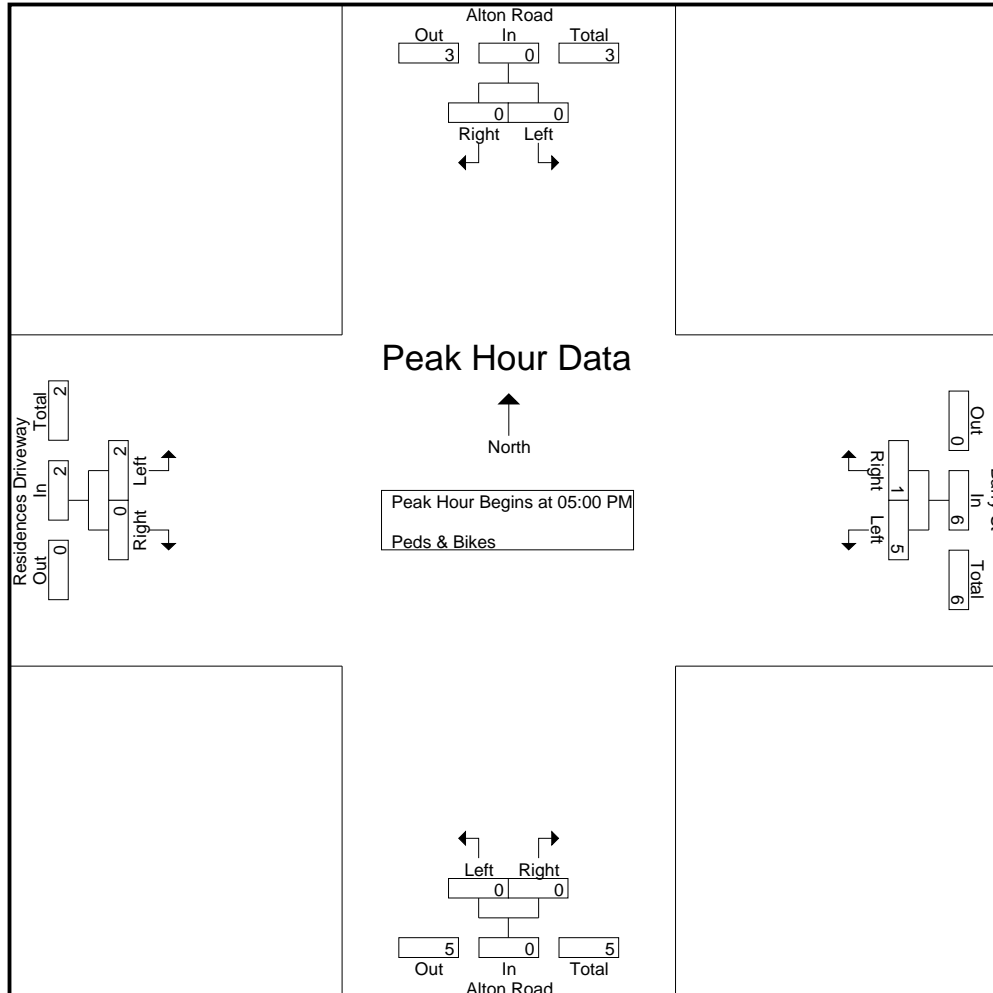 Alton Road
Out In Total
3 0 3
0 0
Right Left
Peak Hour Data
North
Peak Hour Begins at 05:00 PM
Peds & Bikes
Residences Driveway
Out In Total
0 2 2
Right Left
0 2
Out In Total
0 6 6
Right Left
1 5
Left Right
0 0
5 0 5
Out In Total
Alton Road